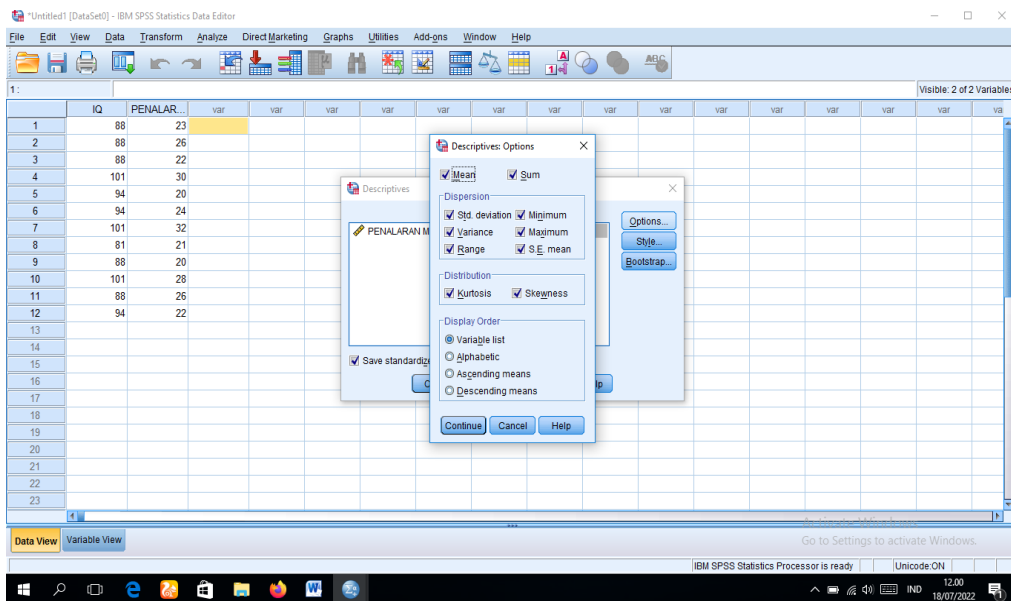 *Untitled1 [DataSet0] - IBM SPSS Statistics Data Editor
File Edit View Data Transform Analyze Direct Marketing Graphs Utilities Add-ons Window Help
1 :
Visible: 2 of 2 Variables
IQ PENALAR... var var var var var var var var var var var var var va
1 88 23
2 88 26
3 88 22
4 101 30
5 94 20
6 94 24
7 101 32
8 81 21
9 88 20
10 101 28
11 88 26
12 94 22
13
14
15
16
17
18
19
20
21
22
23
Descriptives
PENALARAN M
Options...
Style...
Bootstrap...
Save standardize
Descriptives: Options
Mean Sum
Dispersion
Std. deviation Minimum
Variance Maximum
Range S.E. mean
Distribution
Kurtosis Skewness
Display Order
Variable list
Alphabetic
Ascending means
Descending means
Continue Cancel Help
Data View Variable View
Activate Windows
Go to Settings to activate Windows.
IBM SPSS Statistics Processor is ready Unicode:ON
IND 12.00
18/07/2022